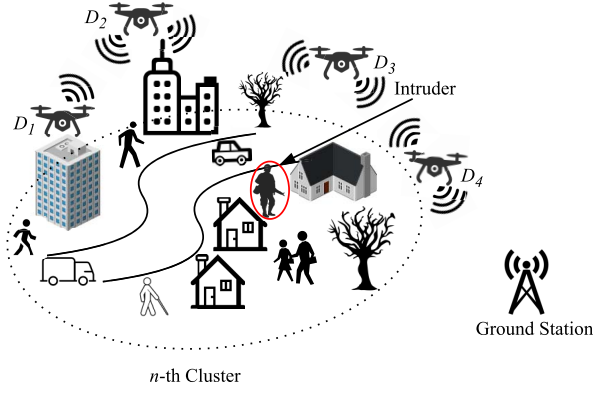 D2
D3
Intruder
D1
D4
Ground Station
n-th Cluster